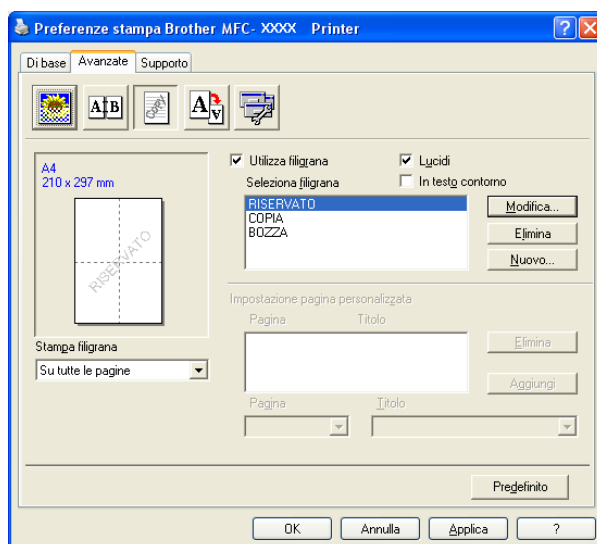 Preferenze stampa Brother MFC- XXXX Printer
Di base Avanzate Supporto
A B
A A
A4
210 x 297 mm
RISERVATO
Stampa filigrana
Su tutte le pagine
Utilizza filigrana Lucidi
Seleziona filigrana In testo contorno
RISERVATO
COPIA
BOZZA
Modifica...
Elimina
Nuovo...
Impostazione pagina personalizzata
Pagina Titolo
Elimina
Aggiungi
Pagina Titolo
Predefinito
OK Annulla Applica ?